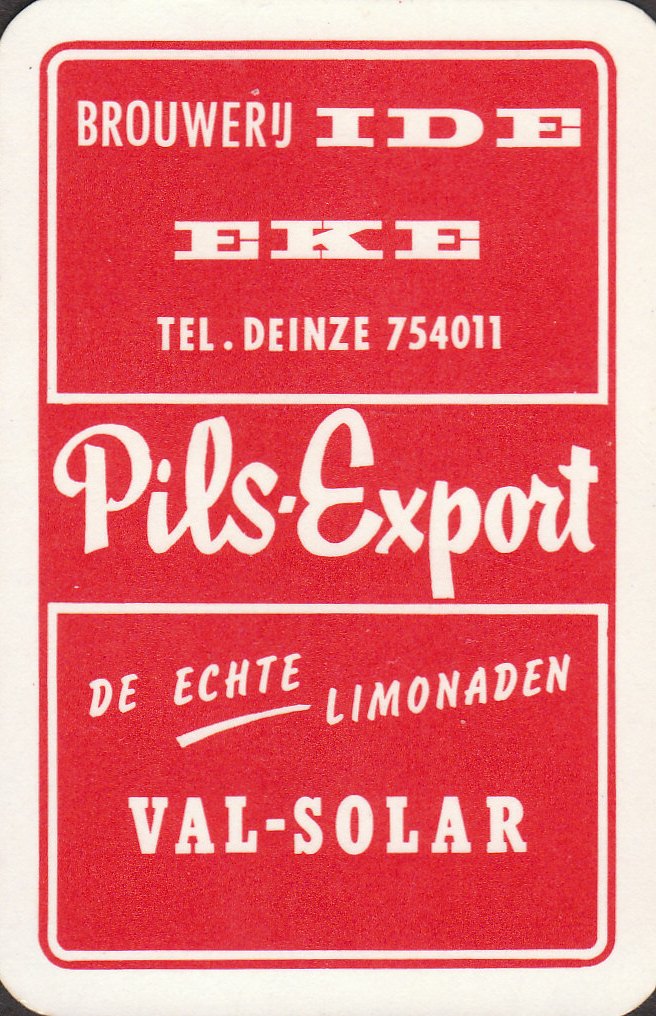 BROUWERIJ IDE
EKE
TEL. DEINZE 754011
Pils-Export
DE ECHTE LIMONADEN
VAL-SOLAR